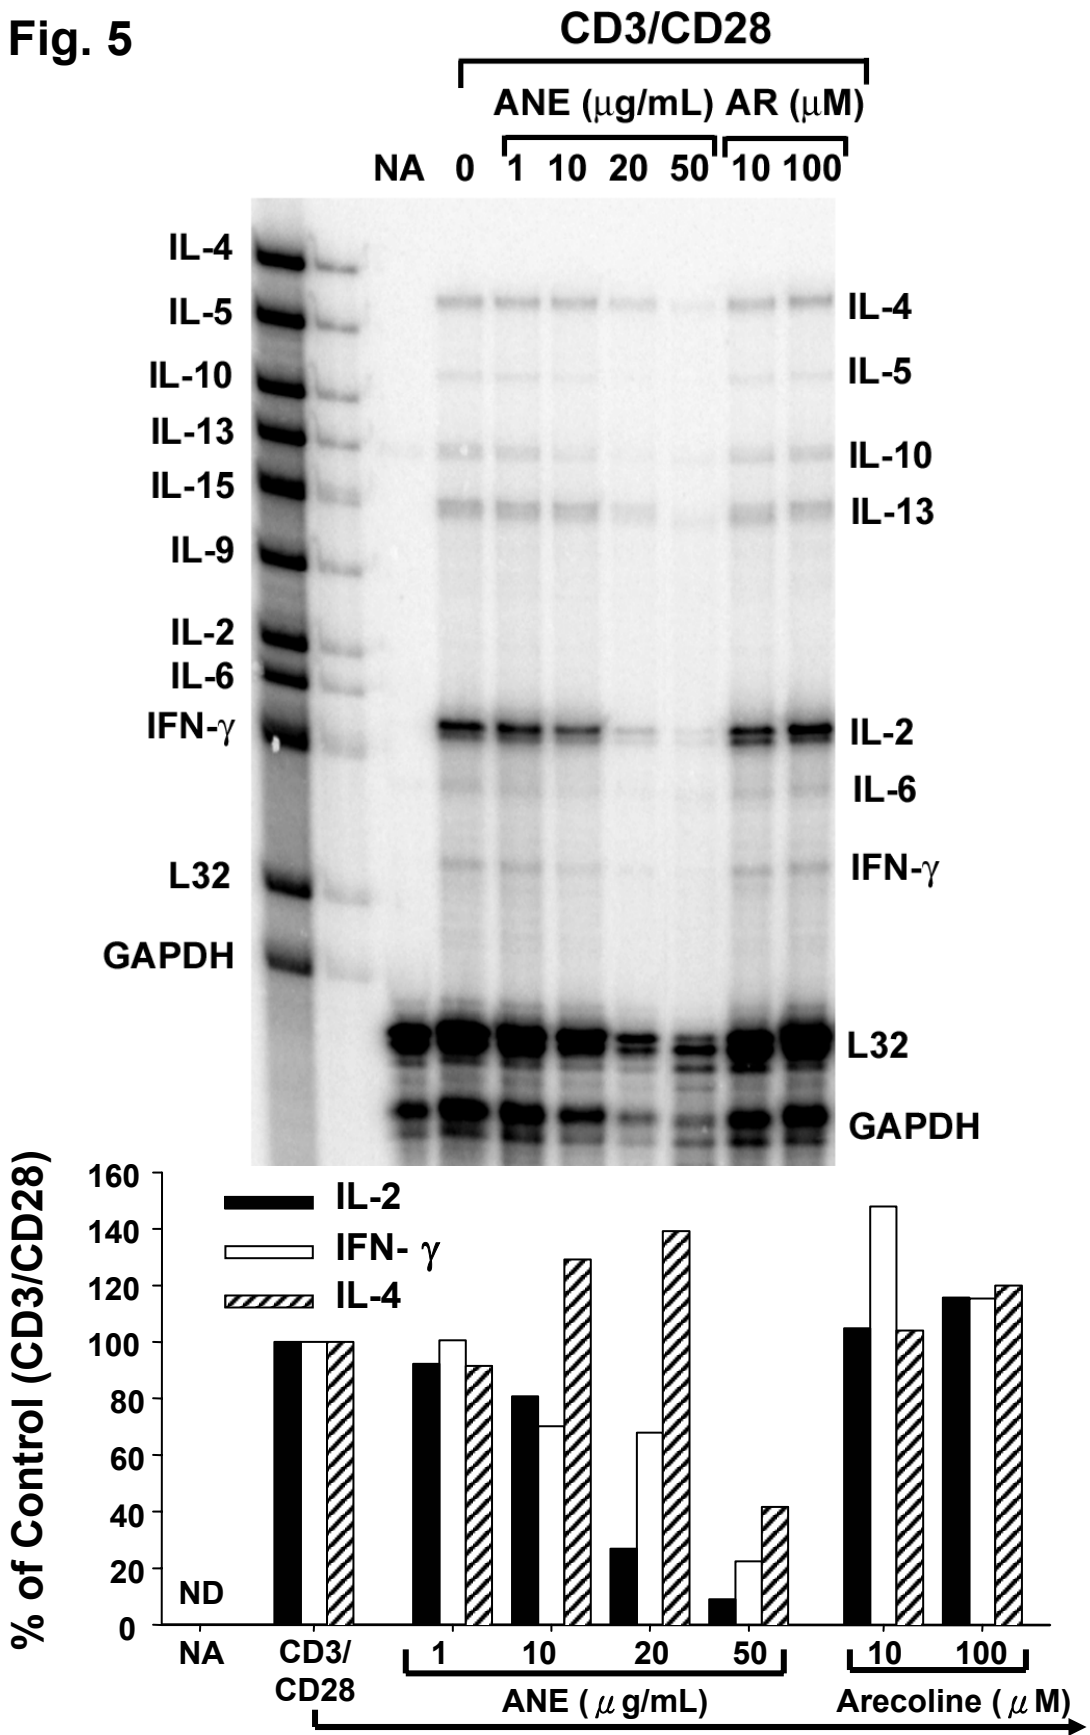 Fig. 5
CD3/CD28
ANE (μg/mL) AR (μM)
NA 0 1 10 20 50 10 100
IL-4
IL-5
IL-10
IL-13
IL-15
IL-9
IL-2
IL-6
IFN-γ
L32
GAPDH
IL-4
IL-5
IL-10
IL-13
IL-2
IL-6
IFN-γ
L32
GAPDH
% of Control (CD3/CD28)
160
140
120
100
80
60
40
20
0
IL-2
IFN- γ
IL-4
ND
NA
CD3/
CD28
1 10 20 50 10 100
ANE ( μ g/mL) Arecoline ( μ M)